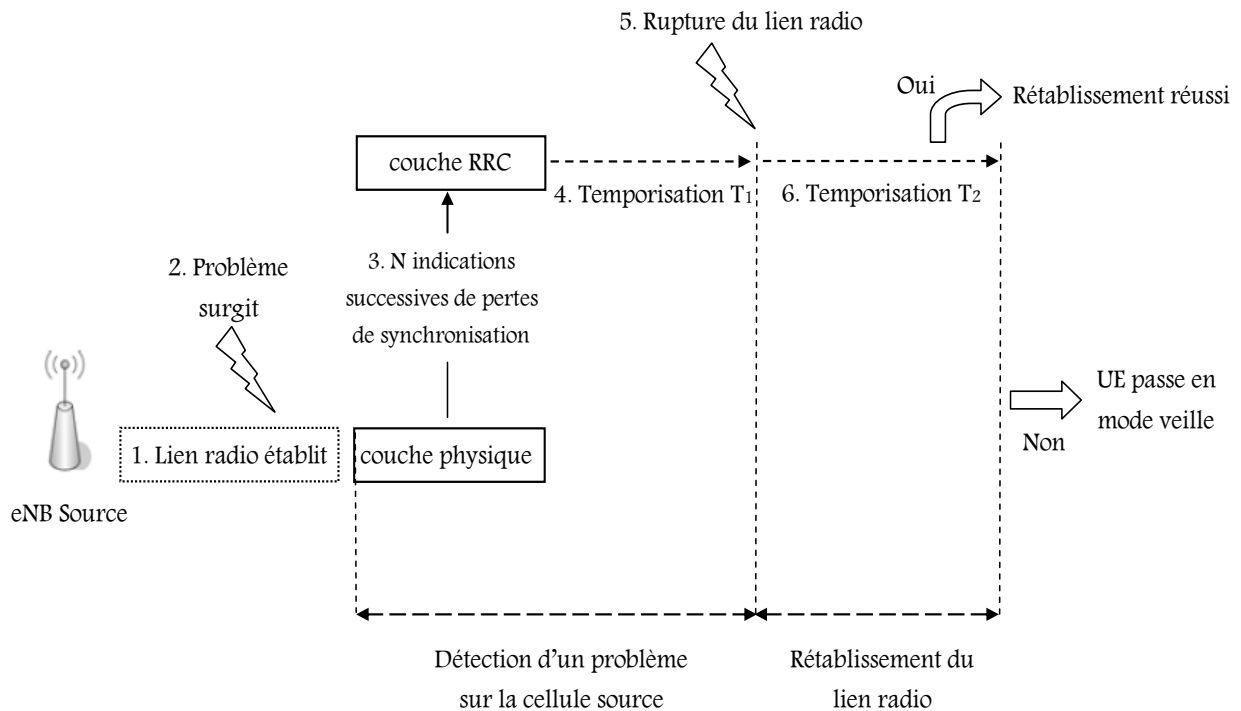 5. Rupture du lien radio
Oui
Rétablissement réussi
couche RRC
4. Temporisation T1
6. Temporisation T2
2. Problème
surgit
3. N indications
successives de pertes
de synchronisation
UE passe en
mode veille
Non
1. Lien radio établit
couche physique
eNB Source
Détection d’un problème
sur la cellule source
Rétablissement du
lien radio